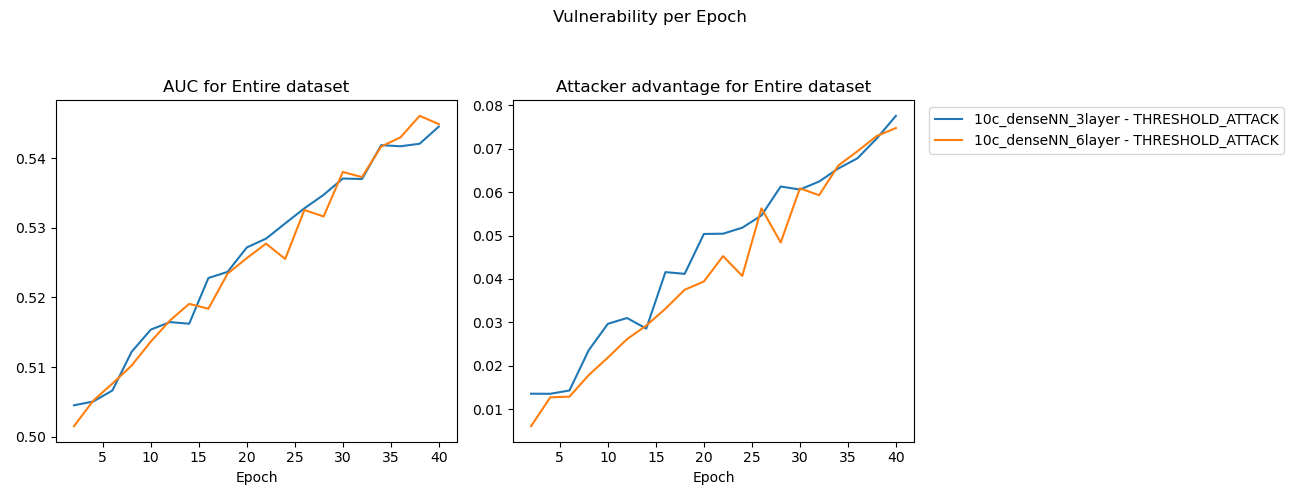 Vulnerability per Epoch
AUC for Entire dataset
0.54
0.53
0.52
0.51
0.50
5 10 15 20 25 30 35 40
Epoch
Attacker advantage for Entire dataset
0.08
0.07
0.06
0.05
0.04
0.03
0.02
0.01
5 10 15 20 25 30 35 40
Epoch
10c_denseNN_3layer - THRESHOLD_ATTACK
10c_denseNN_6layer - THRESHOLD_ATTACK